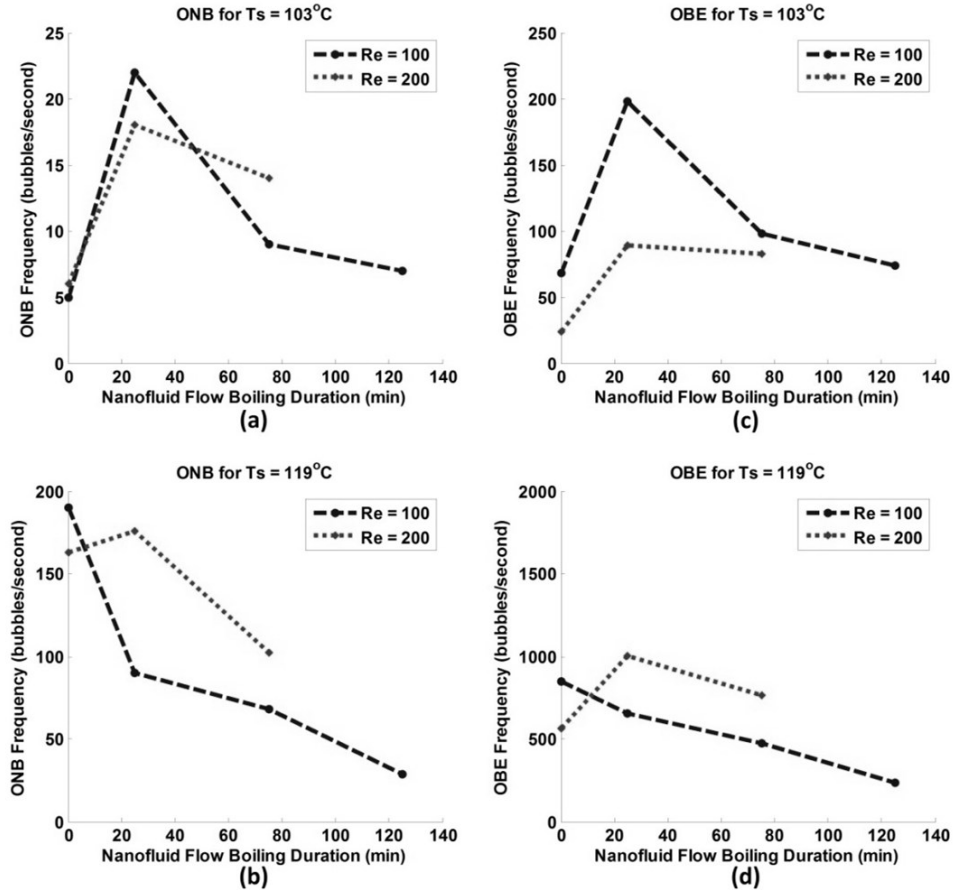 ONB for Ts = 103°C
ONB Frequency (bubbles/second)
25
20
15
10
5
0
Re = 100
Re = 200
0 20 40 60 80 100 120 140
Nanofluid Flow Boiling Duration (min)
(a)
OBE for Ts = 103°C
OBE Frequency (bubbles/second)
250
200
150
100
50
0
Re = 100
Re = 200
0 20 40 60 80 100 120 140
Nanofluid Flow Boiling Duration (min)
(c)
ONB for Ts = 119°C
ONB Frequency (bubbles/second)
200
150
100
50
0
Re = 100
Re = 200
0 20 40 60 80 100 120 140
Nanofluid Flow Boiling Duration (min)
(b)
OBE for Ts = 119°C
OBE Frequency (bubbles/second)
2000
1500
1000
500
0
Re = 100
Re = 200
0 20 40 60 80 100 120 140
Nanofluid Flow Boiling Duration (min)
(d)